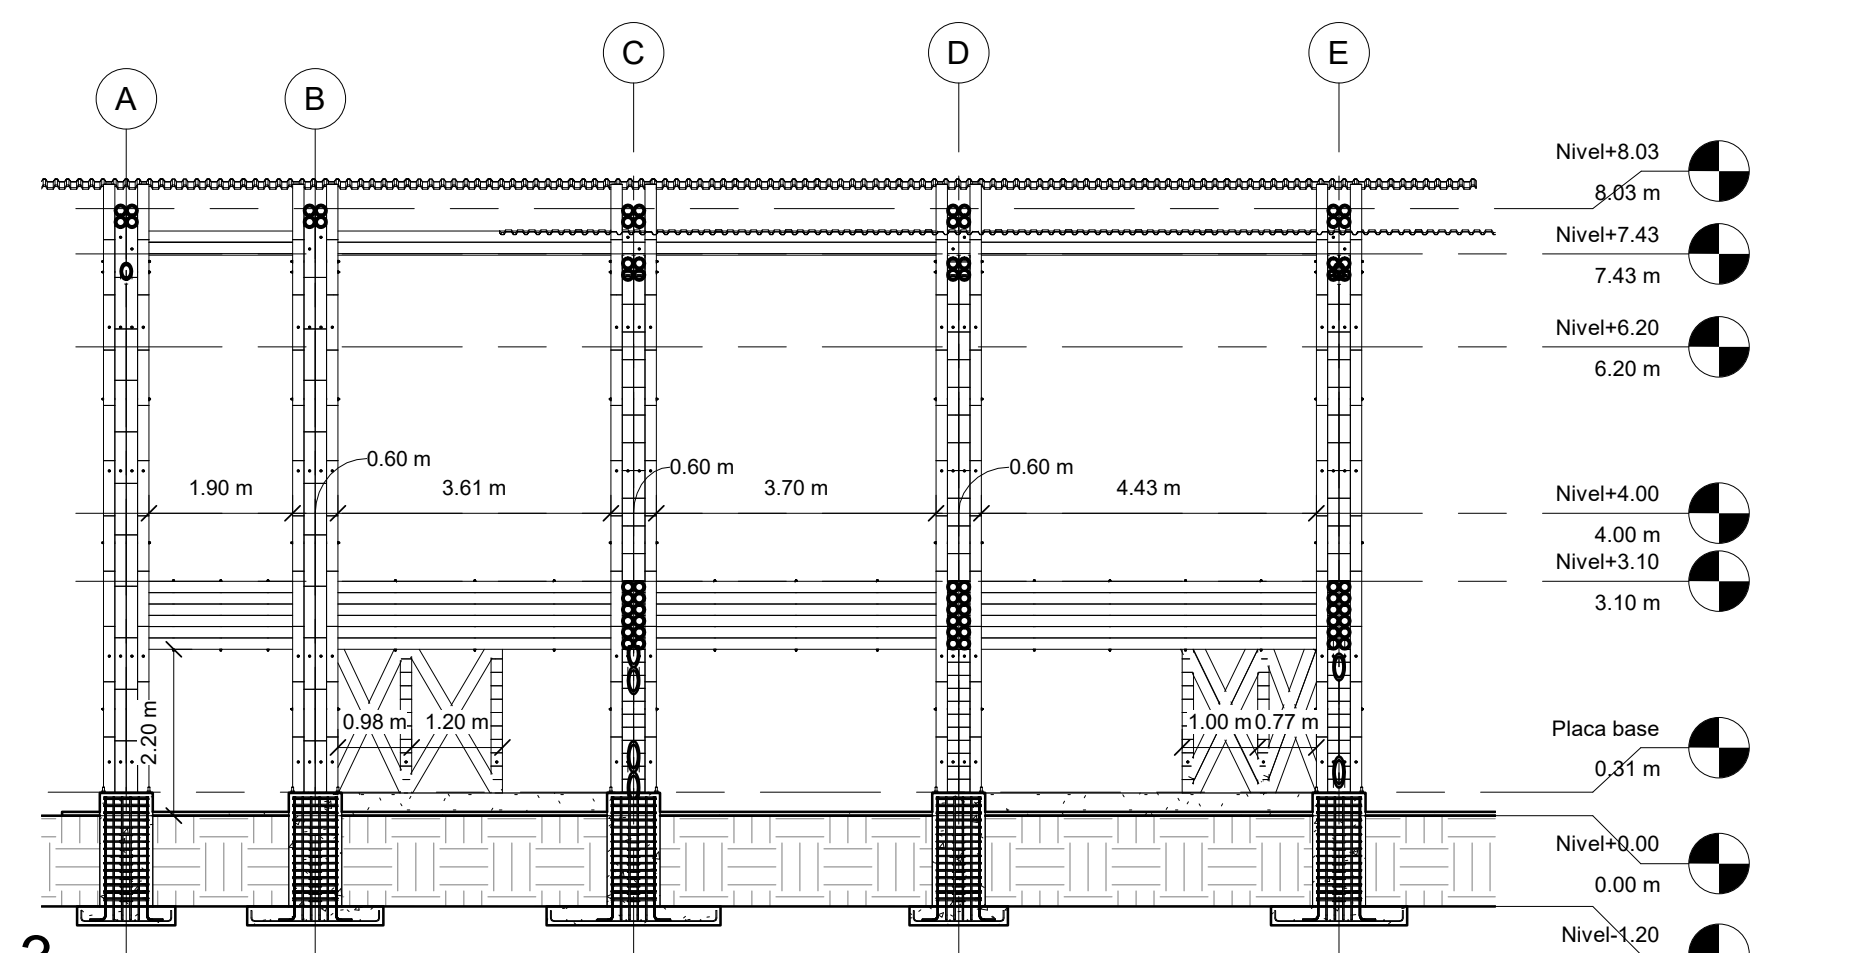 A
B
C
D
E
Nivel+8.03
8.03 m
Nivel+7.43
7.43 m
Nivel+6.20
6.20 m
0.60 m
0.60 m
0.60 m
1.90 m
3.61 m
3.70 m
4.43 m
Nivel+4.00
4.00 m
Nivel+3.10
3.10 m
2.20 m
0.98 m
1.20 m
1.00 m
0.77 m
Placa base
0.31 m
Nivel+0.00
0.00 m
Nivel-1.20